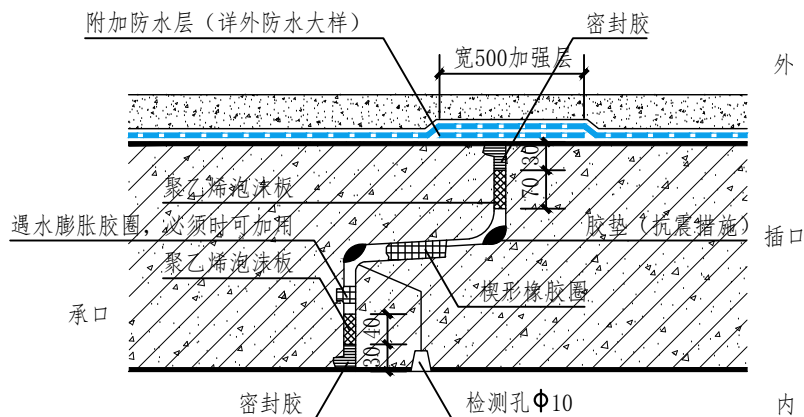 附加防水层（详外防水大样）
密封胶
宽500加强层
外
30
70
聚乙烯泡沫板
遇水膨胀胶圈，必须时可加用
胶垫（抗震措施）
插口
聚乙烯泡沫板
楔形橡胶圈
承口
40
30
密封胶
检测孔Φ10
内